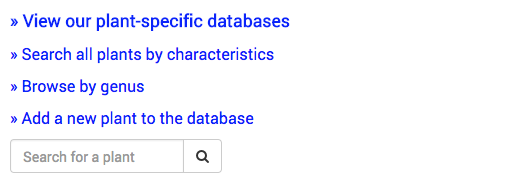 » View our plant-specific databases
» Search all plants by characteristics
» Browse by genus
» Add a new plant to the database
Search for a plant